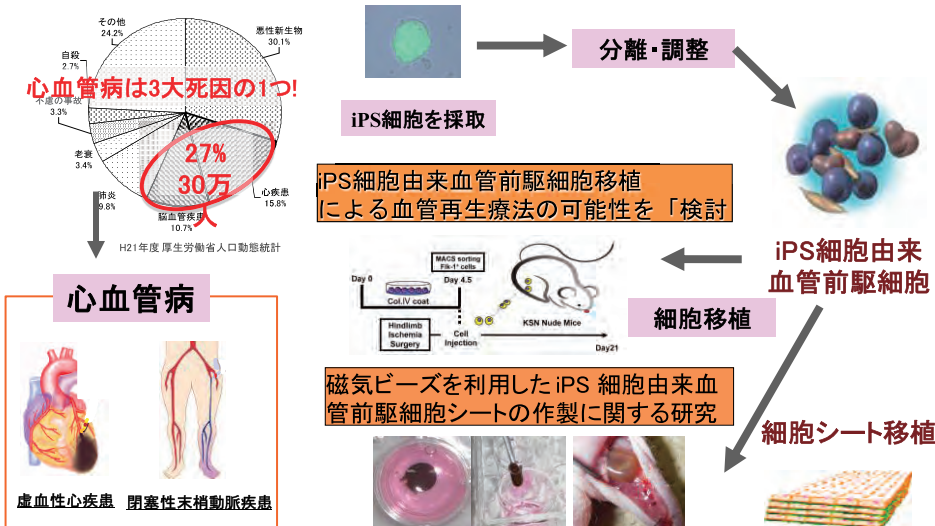 その他
24.2%
悪性新生物
30.1%
自殺
2.7%
心血管病は3大死因の1つ!
不慮の事故
3.3%
老衰
3.4%
肺炎
9.8%
27%
30万
人
心疾患
15.8%
脳血管疾患
10.7%
H21年度 厚生労働省人口動態統計
心血管病
虚血性心疾患
閉塞性末梢動脈疾患
iPS細胞を採取
分離・調整
iPS細胞由来血管前駆細胞移植
による血管再生療法の可能性を「検討
iPS細胞由来
血管前駆細胞
MACS sorting
Flk-1⁺ cells
Day 0
Day 4.5
Col.IV coat
Hindlimb
Ischemia
Surgery
Cell
Injection
KSN Nude Mice
Day21
細胞移植
磁気ビーズを利用した iPS 細胞由来血
管前駆細胞シートの作製に関する研究
細胞シート移植